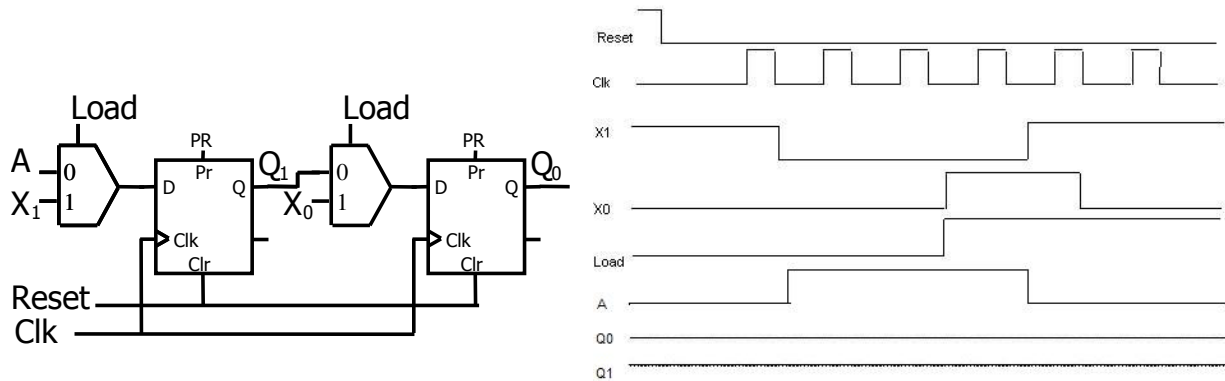 Load Load
PR PR
A 0 Pr Q1 0 Pr Q0
D Q D Q
X1 1 X0 1
Clk Clk
Clr Clr
Reset
Clk
Reset
Clk
X1
X0
Load
A
Q0
Q1